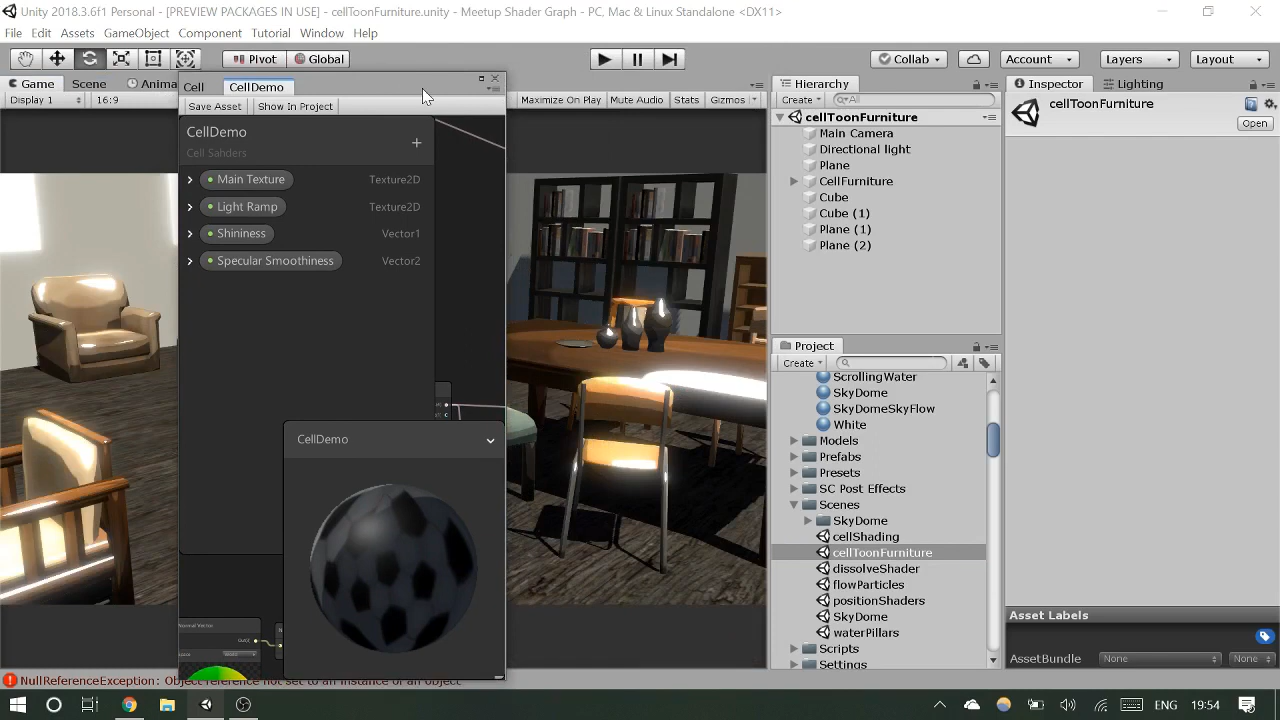 Unity 2018.3.6f1 Personal - [PREVIEW PACKAGES IN USE] - cellToonFurniture.unity - Meetup Shader Graph - PC, Mac & Linux Standalone <DX11>
File Edit Assets GameObject Component Tutorial Window Help
Pivot Global Collab Account Layers Layout
Game Scene Anima
Display 1 16:9
Cell CellDemo
Save Asset Show In Project
Maximize On Play Mute Audio Stats Gizmos
CellDemo
Cell Sahders
Main Texture Texture2D
Light Ramp Texture2D
Shininess Vector1
Specular Smoothiness Vector2
CellDemo
Normal Vector
Hierarchy
Create All
cellToonFurniture
Main Camera
Directional light
Plane
CellFurniture
Cube
Cube (1)
Plane (1)
Plane (2)
Project
Create
ScrollingWater
SkyDome
SkyDomeSkyFlow
White
Models
Prefabs
Presets
SC Post Effects
Scenes
SkyDome
cellShading
cellToonFurniture
dissolveShader
flowParticles
positionShaders
SkyDome
waterPillars
Scripts
Settings
Inspector Lighting
cellToonFurniture
Open
Asset Labels
AssetBundle None None
NullReferenceException: Object reference not set to an instance of an object
ENG 19:54